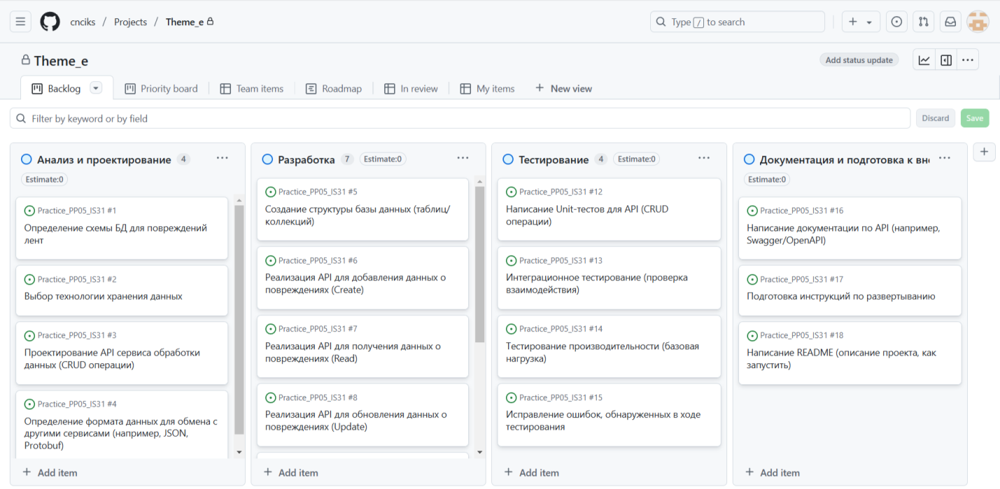 cnciks / Projects / Theme_e
Type / to search
Theme_e
Add status update
Backlog
Priority board
Team items
Roadmap
In review
My items
+ New view
Filter by keyword or by field
Discard
Save
Анализ и проектирование 4
Estimate:0
Practice_PP05_IS31 #1
Определение схемы БД для повреждений
лент
Practice_PP05_IS31 #2
Выбор технологии хранения данных
Practice_PP05_IS31 #3
Проектирование API сервиса обработки
данных (CRUD операции)
Practice_PP05_IS31 #4
Определение формата данных для обмена с
другими сервисами (например, JSON,
Protobuf)
+ Add item
Разработка 7 Estimate:0
Practice_PP05_IS31 #5
Создание структуры базы данных (таблиц/
коллекций)
Practice_PP05_IS31 #6
Реализация API для добавления данных о
повреждениях (Create)
Practice_PP05_IS31 #7
Реализация API для получения данных о
повреждениях (Read)
Practice_PP05_IS31 #8
Реализация API для обновления данных о
повреждениях (Update)
+ Add item
Тестирование 4 Estimate:0
Practice_PP05_IS31 #12
Написание Unit-тестов для API (CRUD
операции)
Practice_PP05_IS31 #13
Интеграционное тестирование (проверка
взаимодействия)
Practice_PP05_IS31 #14
Тестирование производительности (базовая
нагрузка)
Practice_PP05_IS31 #15
Исправление ошибок, обнаруженных в ходе
тестирования
+ Add item
Документация и подготовка к
Estimate:0
Practice_PP05_IS31 #16
Написание документации по API (например,
Swagger/OpenAPI)
Practice_PP05_IS31 #17
Подготовка инструкций по развертыванию
Practice_PP05_IS31 #18
Написание README (описание проекта, как
запустить)
+ Add item